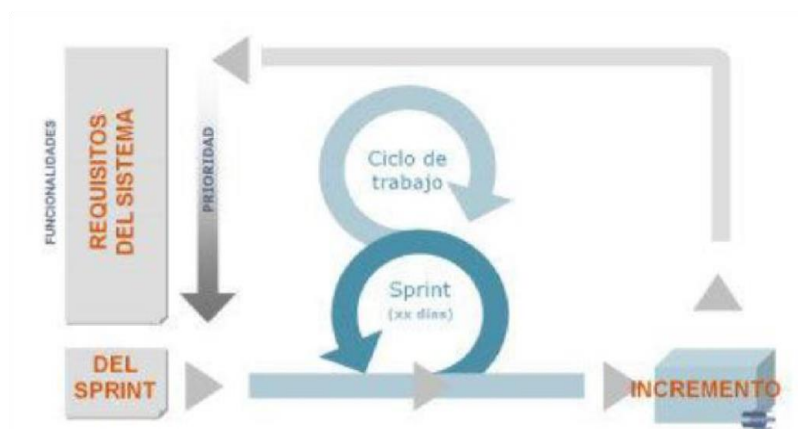 FUNCIONALIDADES
REQUISITOS
DEL SISTEMA
PRIORIDAD
Ciclo de
trabajo
Sprint
(xx días)
DEL
SPRINT
INCREMENTO